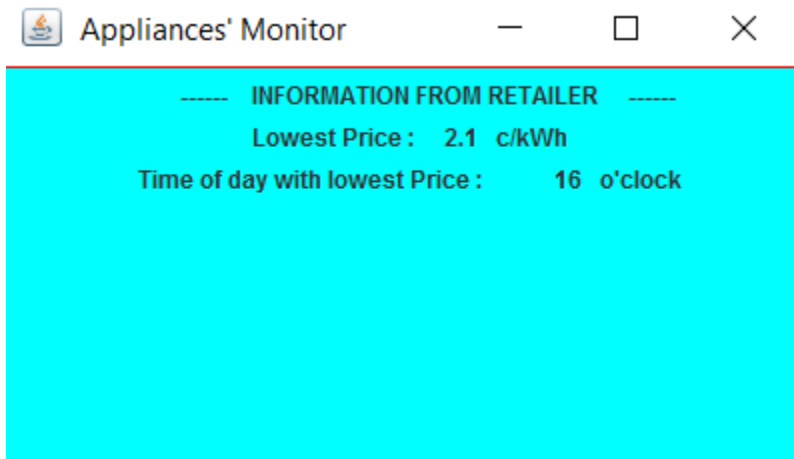 Appliances' Monitor
------ INFORMATION FROM RETAILER ------
Lowest Price : 2.1 c/kWh
Time of day with lowest Price : 16 o'clock